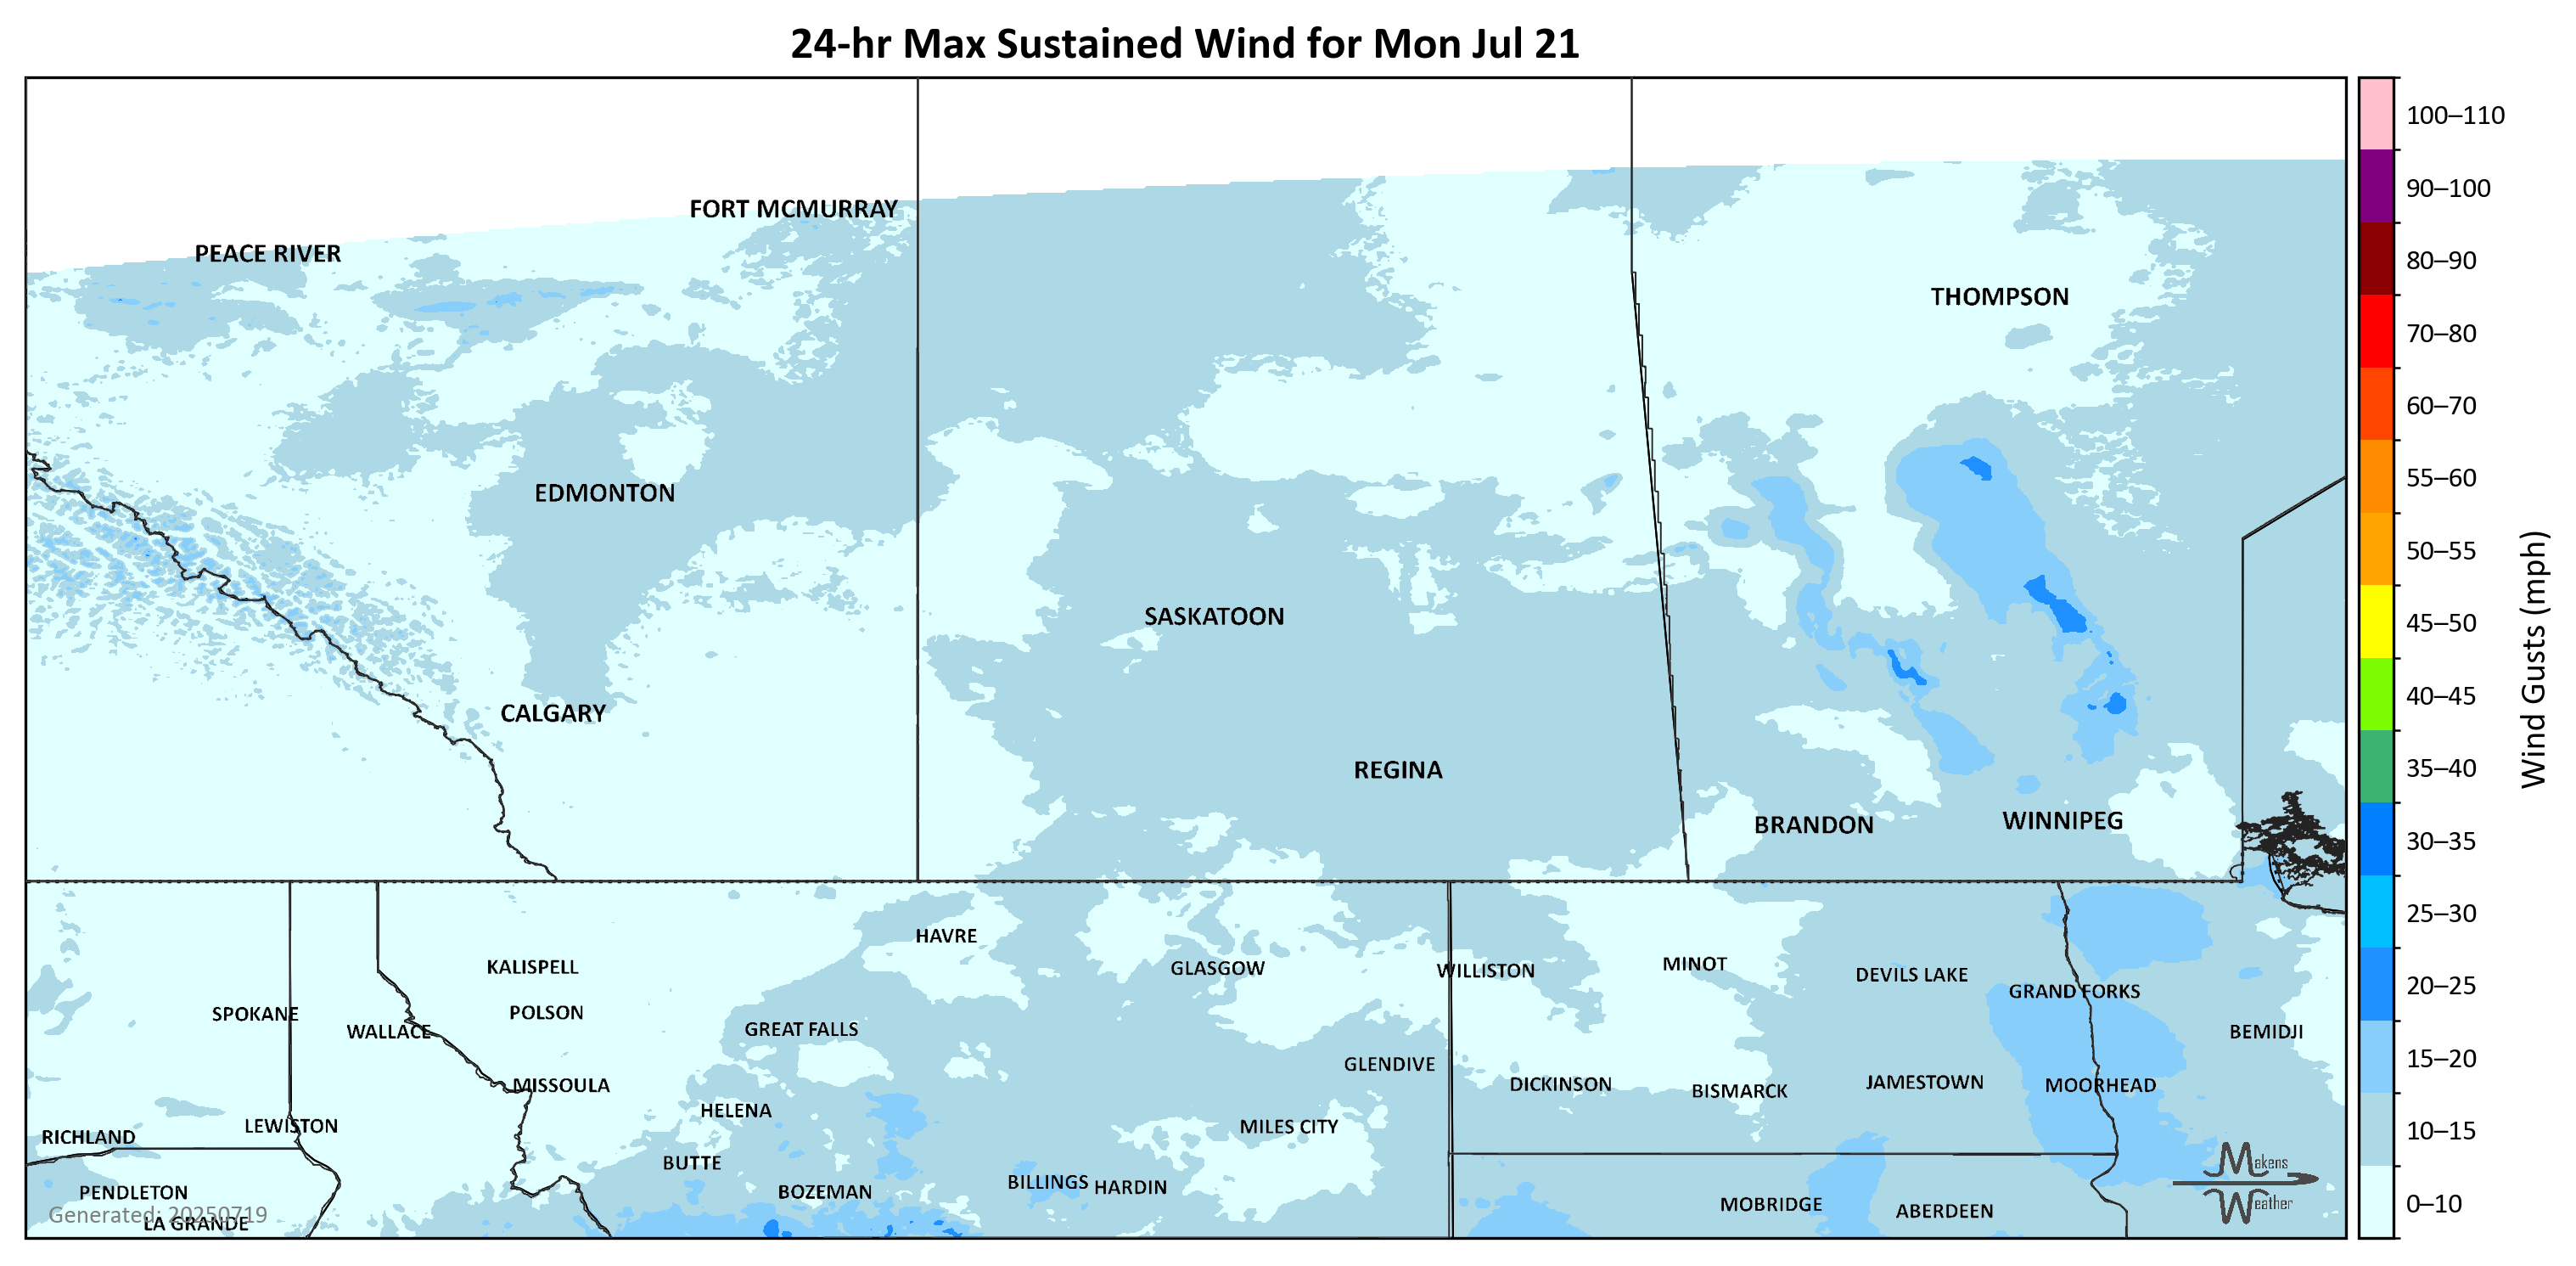 24-hr Max Sustained Wind for Mon Jul 21
100–110
90–100
80–90
70–80
60–70
55–60
50–55
45–50
40–45
35–40
30–35
25–30
20–25
15–20
10–15
0–10
Wind Gusts (mph)
FORT MCMURRAY
PEACE RIVER
THOMPSON
EDMONTON
SASKATOON
CALGARY
REGINA
BRANDON
WINNIPEG
HAVRE
KALISPELL
GLASGOW
WILLISTON
MINOT
DEVILS LAKE
GRAND FORKS
SPOKANE
POLSON
WALLACE
GREAT FALLS
BEMIDJI
GLENDIVE
MISSOULA
DICKINSON
BISMARCK
JAMESTOWN
MOORHEAD
HELENA
LEWISTON
MILES CITY
RICHLAND
BUTTE
BOZEMAN
BILLINGS
HARDIN
PENDLETON
MOBRIDGE
ABERDEEN
LA GRANDE
Generated: 20250719
Makens
Weather